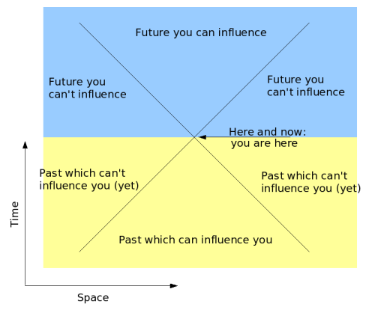 Future you can influence
Future you
can't influence
Future you
can't influence
Here and now:
you are here
Past which can't
influence you (yet)
Past which can't
influence you (yet)
Past which can influence you
Time
Space